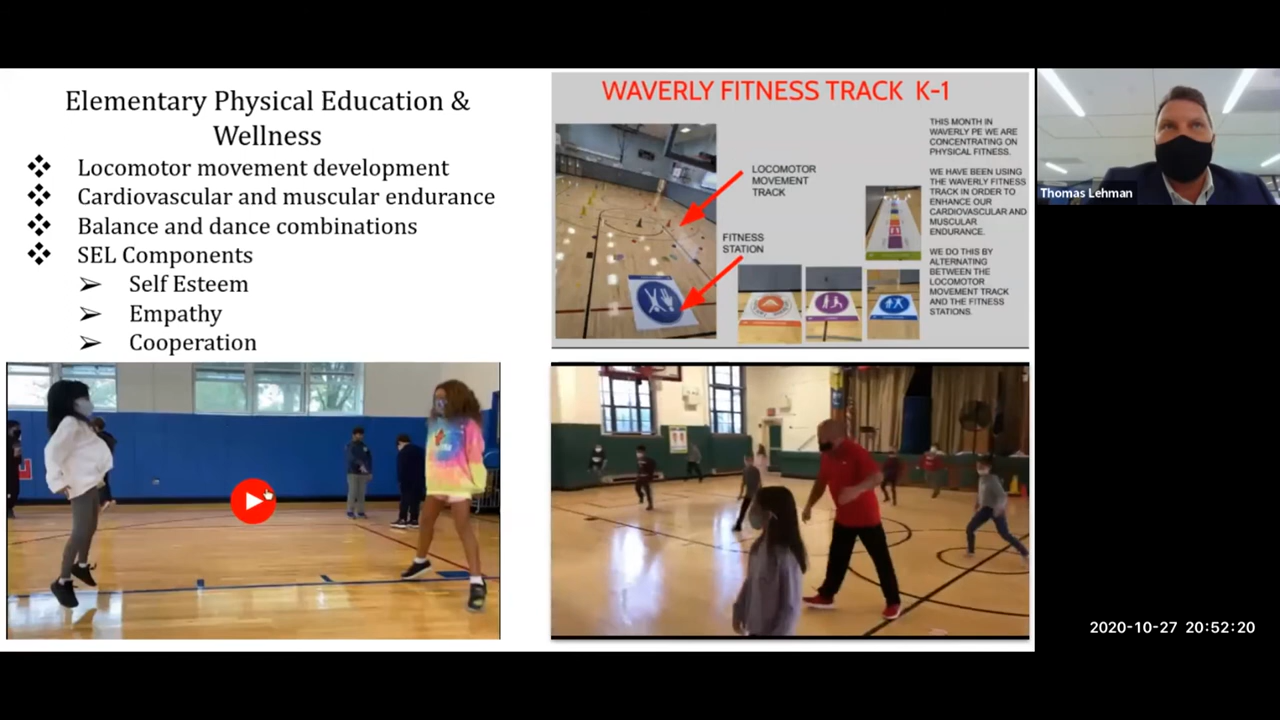 Elementary Physical Education &
Wellness
Locomotor movement development
Cardiovascular and muscular endurance
Balance and dance combinations
SEL Components
Self Esteem
Empathy
Cooperation
WAVERLY FITNESS TRACK K-1
LOCOMOTOR
MOVEMENT
TRACK
FITNESS
STATION
THIS MONTH IN
WAVERLY PE WE ARE
CONCENTRATING ON
PHYSICAL FITNESS.
WE HAVE BEEN USING
THE WAVERLY FITNESS
TRACK IN ORDER TO
ENHANCE OUR
CARDIOVASCULAR AND
MUSCULAR
ENDURANCE.
WE DO THIS BY
ALTERNATING
BETWEEN THE
LOCOMOTOR
MOVEMENT TRACK
AND THE FITNESS
STATIONS.
Thomas Lehman
2020-10-27 20:52:20